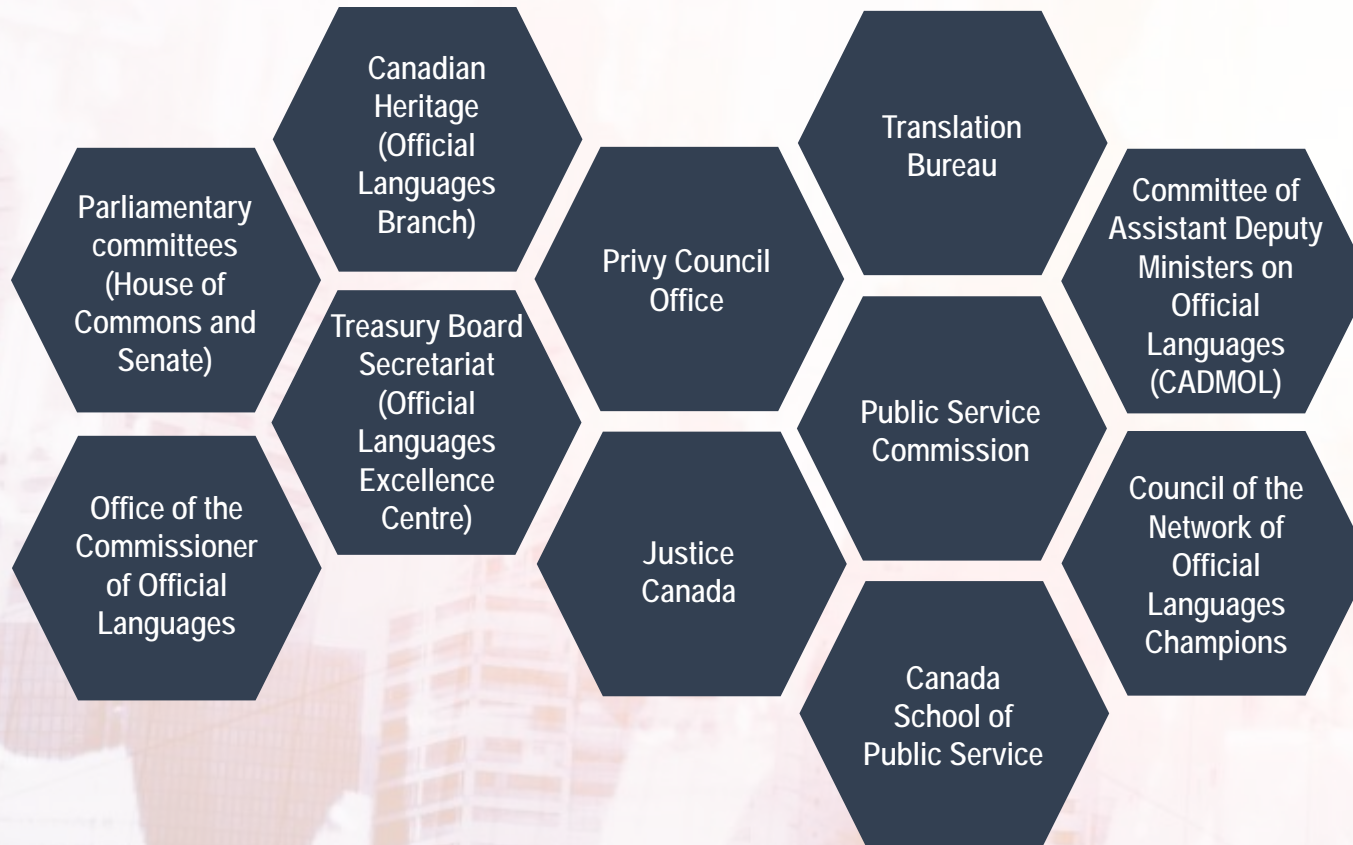 Parliamentary
committees
(House of
Commons and
Senate)
Office of the
Commissioner
of Official
Languages
Canadian
Heritage
(Official
Languages
Branch)
Treasury Board
Secretariat
(Official
Languages
Excellence
Centre)
Privy Council
Office
Justice
Canada
Translation
Bureau
Public Service
Commission
Canada
School of
Public Service
Committee of
Assistant Deputy
Ministers on
Official
Languages
(CADMOL)
Council of the
Network of
Official
Languages
Champions